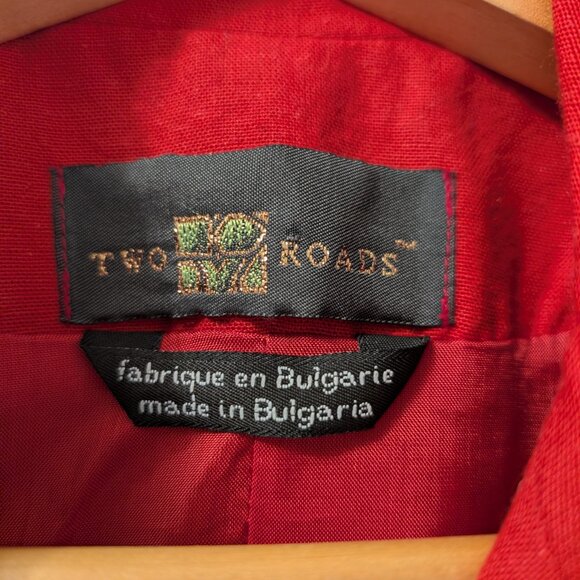 TWO ROADS™
fabrique en Bulgarie
made in Bulgaria